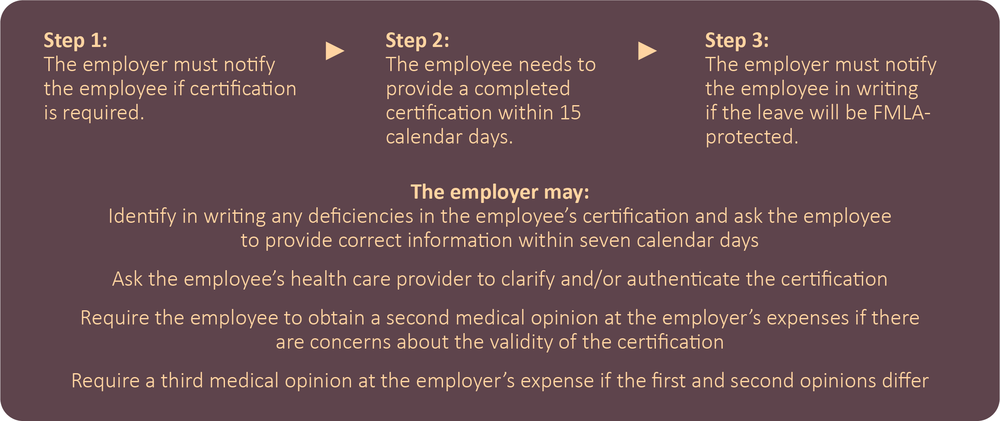 Step 1:
The employer must notify
the employee if certification
is required.
Step 2:
The employee needs to
provide a completed
certification within 15
calendar days.
Step 3:
The employer must notify
the employee in writing
if the leave will be FMLA-
protected.
The employer may:
Identify in writing any deficiencies in the employee’s certification and ask the employee
to provide correct information within seven calendar days
Ask the employee’s health care provider to clarify and/or authenticate the certification
Require the employee to obtain a second medical opinion at the employer’s expenses if there
are concerns about the validity of the certification
Require a third medical opinion at the employer’s expense if the first and second opinions differ